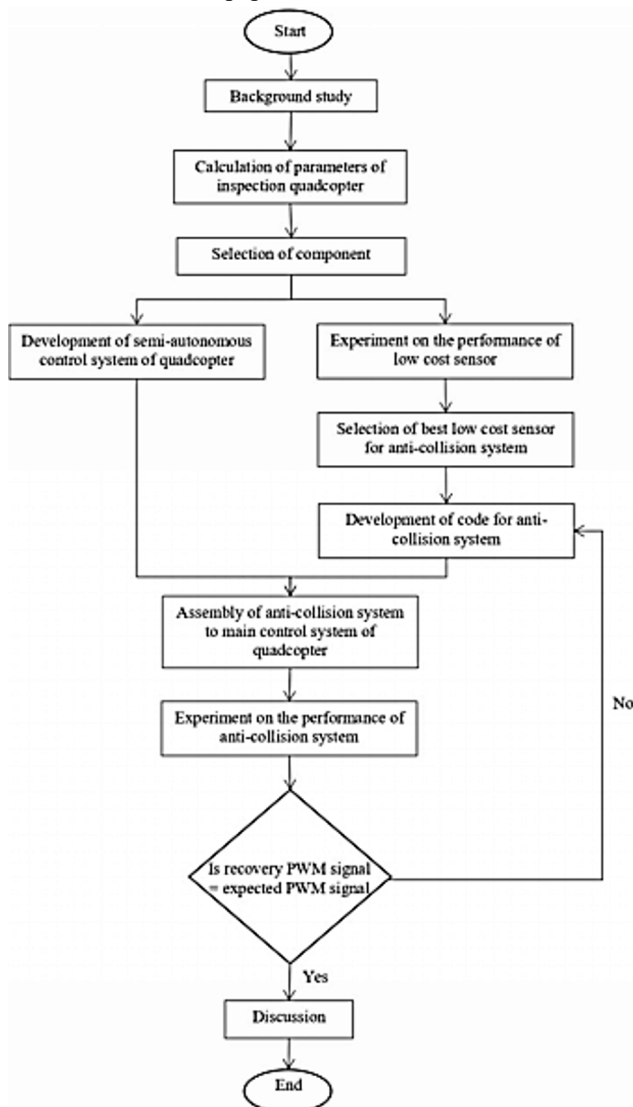 Start
Background study
Calculation of parameters of
inspection quadcopter
Selection of component
Development of semi-autonomous
control system of quadcopter
Experiment on the performance of
low cost sensor
Selection of best low cost sensor
for anti-collision system
Development of code for anti-
collision system
Assembly of anti-collision system
to main control system of
quadcopter
Experiment on the performance of
anti-collision system
No
Is recovery PWM signal
= expected PWM signal
Yes
Discussion
End